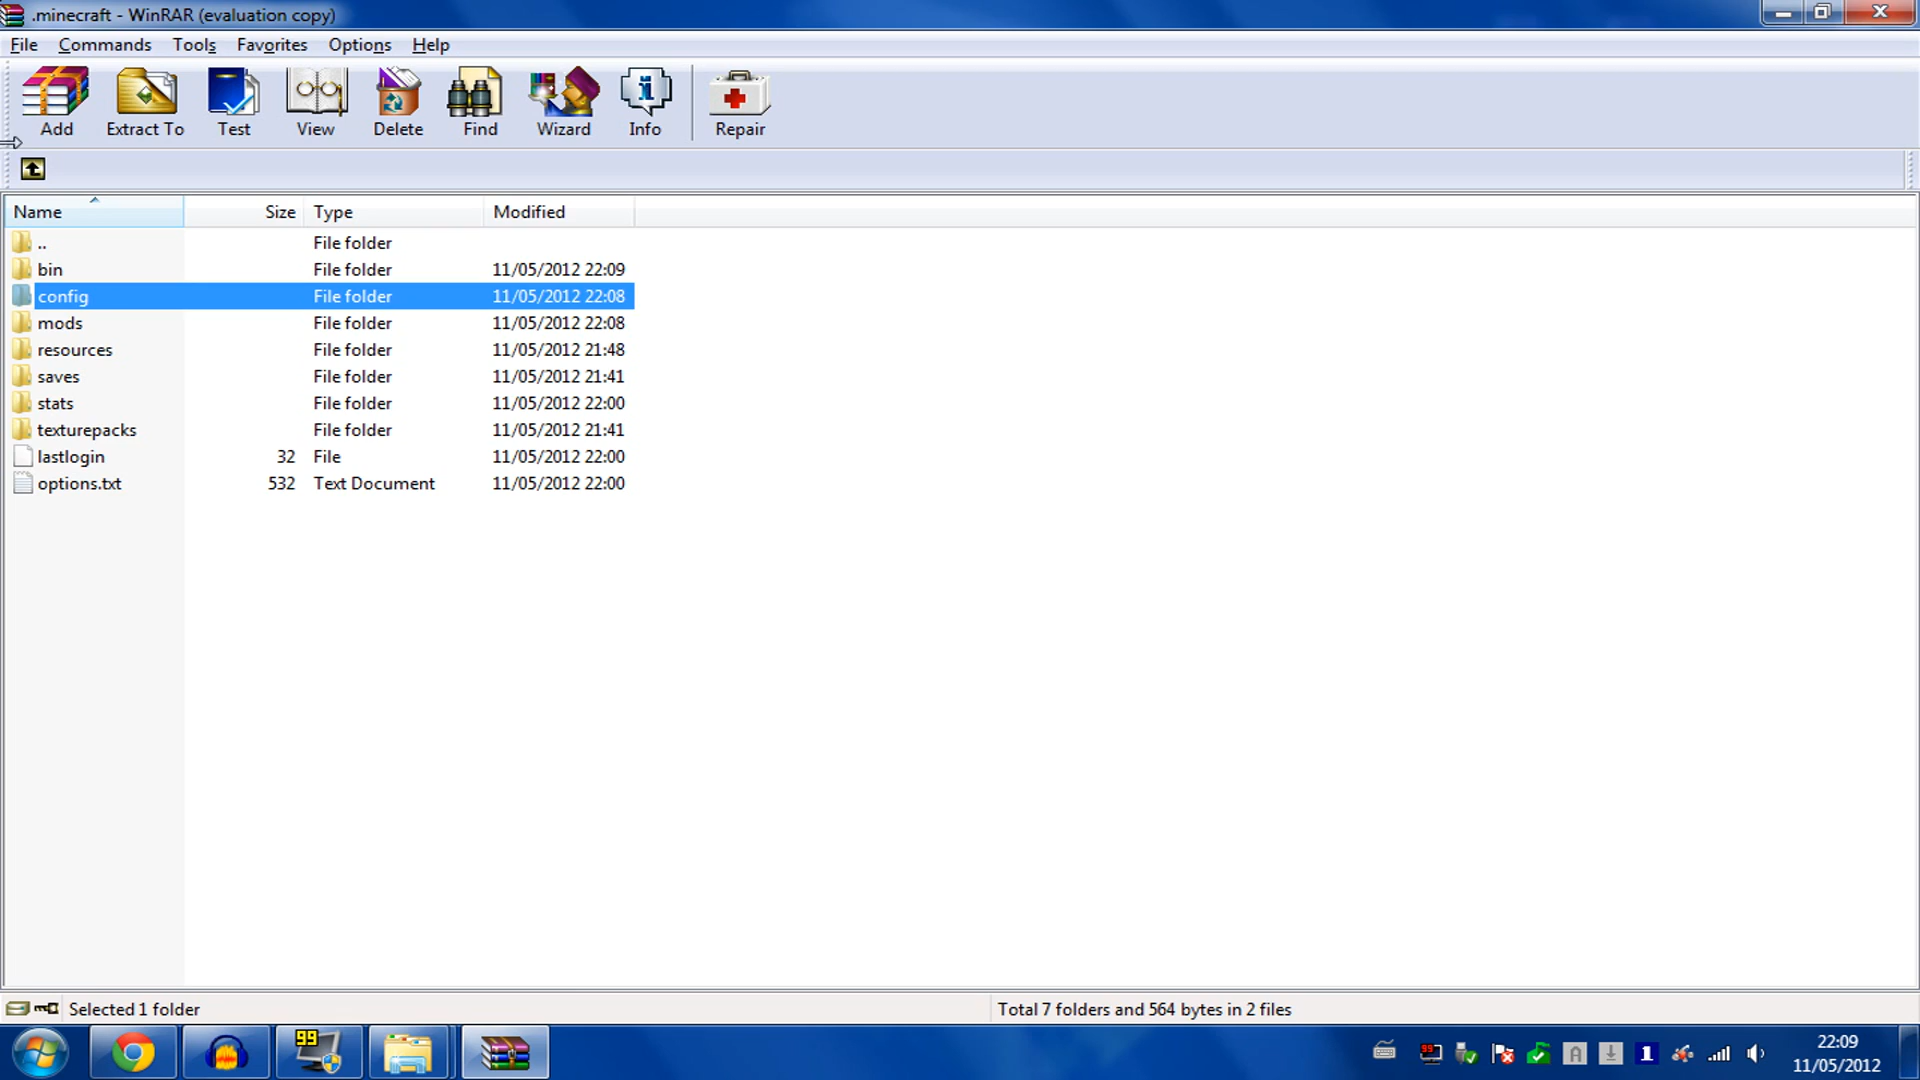 .minecraft - WinRAR (evaluation copy)
File Commands Tools Favorites Options Help
Add Extract To Test View Delete Find Wizard Info Repair
Name Size Type Modified
.. File folder
bin File folder 11/05/2012 22:09
config File folder 11/05/2012 22:08
mods File folder 11/05/2012 22:08
resources File folder 11/05/2012 21:48
saves File folder 11/05/2012 21:41
stats File folder 11/05/2012 22:00
texturepacks File folder 11/05/2012 21:41
lastlogin 32 File 11/05/2012 22:00
options.txt 532 Text Document 11/05/2012 22:00
Selected 1 folder Total 7 folders and 564 bytes in 2 files
99 99 A 1 22:09
11/05/2012